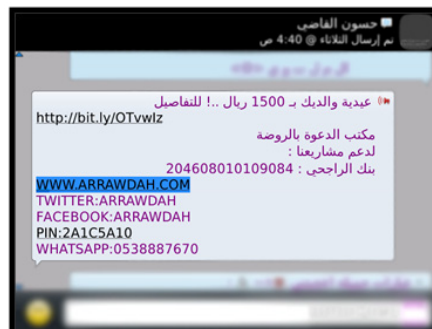 حسون القاضي
تم إرسال الثلاثاء @ 4:40 ص
عيدية والديك بـ 1500 ريال ..! للتفاصيل
http://bit.ly/OTvwIz
مكتب الدعوة بالروضة
لدعم مشاريعنا :
بنك الراجحي : 204608010109084
WWW.ARRAWDAH.COM
TWITTER:ARRAWDAH
FACEBOOK:ARRAWDAH
PIN:2A1C5A10
WHATSAPP:0538887670